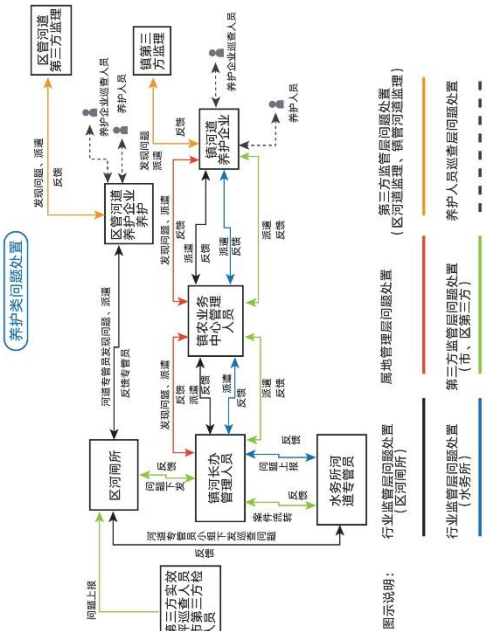 养护类问题处置
第三方实效
评巡查人员
市第三方检
人员
问题上报
区河闸所
问题下发
反馈
河道专管员小组下发巡查问题
反馈
镇河长办
管理人员
案件流转
反馈
问题上报
反馈
水务所河
道专管员
河道专管员发现问题、派遣
反馈专管员
发现问题、派遣
反馈
派遣
反馈
派遣
反馈
派遣
反馈
镇农业务
中心管理
人员
发现问题、派遣
反馈
派遣
反馈
派遣
反馈
派遣
反馈
区管河道
养护企业
养护
发现问题、派遣
反馈
养护企业巡查人员
养护人员
区管河道
第三方监理
镇河道
养护企业
发现问题
派遣
反馈
镇第三
方监理
养护企业巡查人员
养护人员
图示说明：
行业监管层问题处置
(区河闸所)
属地管理层问题处置
第三方监管层问题处置
(区河道监理、镇管河道监理)
行业监管层问题处置
(水务所)
第三方监管层问题处置
(市、区第三方)
养护人员巡查层问题处置